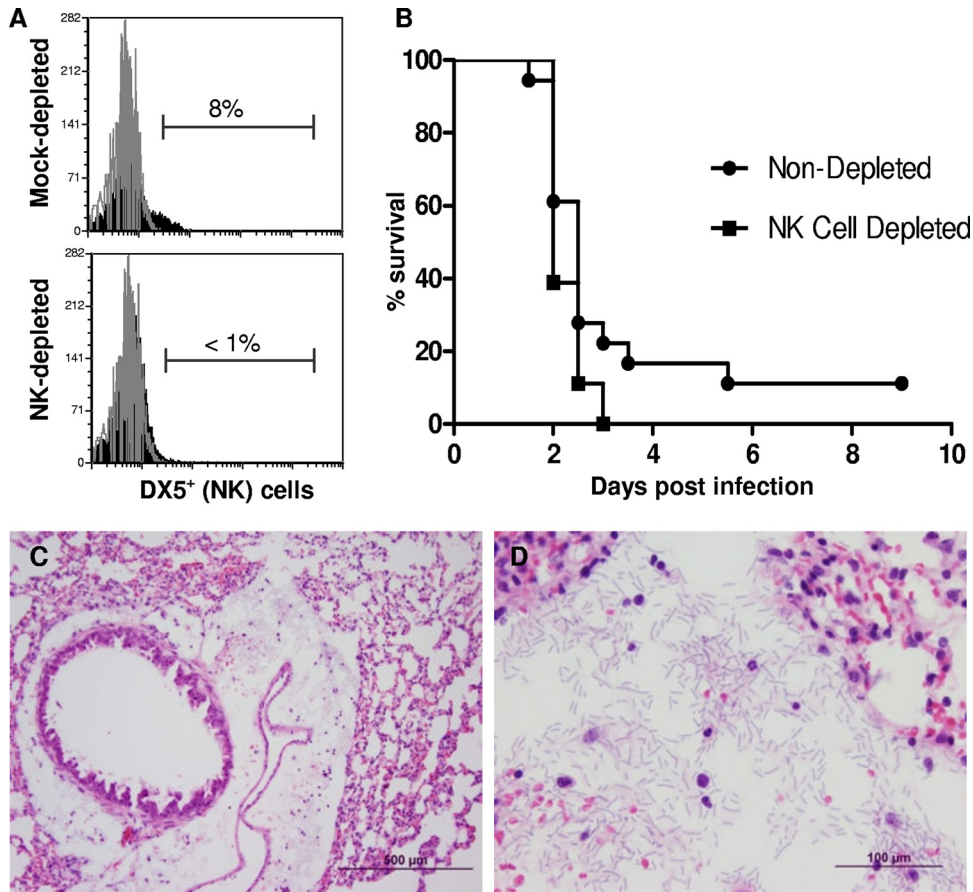 A
Mock-depleted
282
212
141
71
0
8%
NK-depleted
282
212
141
71
0
< 1%
DX5⁺ (NK) cells
B
% survival
100
80
60
40
20
0
0 2 4 6 8 10
Days post infection
Non-Depleted
NK Cell Depleted
C
500 µm
D
100 µm